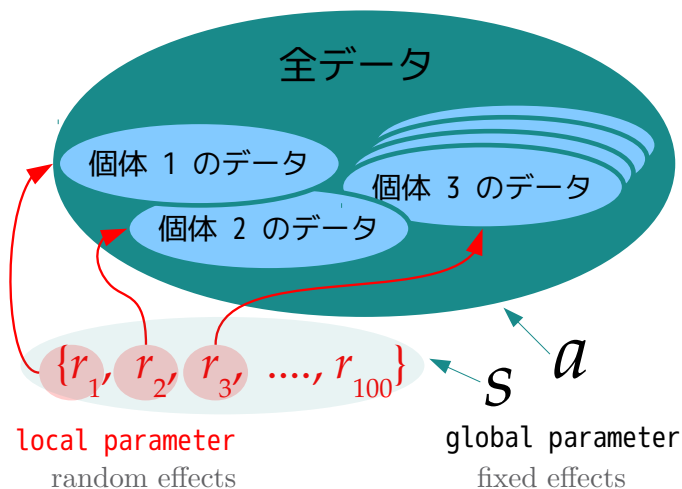 全データ
個体 1 のデータ
個体 3 のデータ
個体 2 のデータ
a
{r1, r2, r3, ...., r100}
s
local parameter
global parameter
random effects
fixed effects